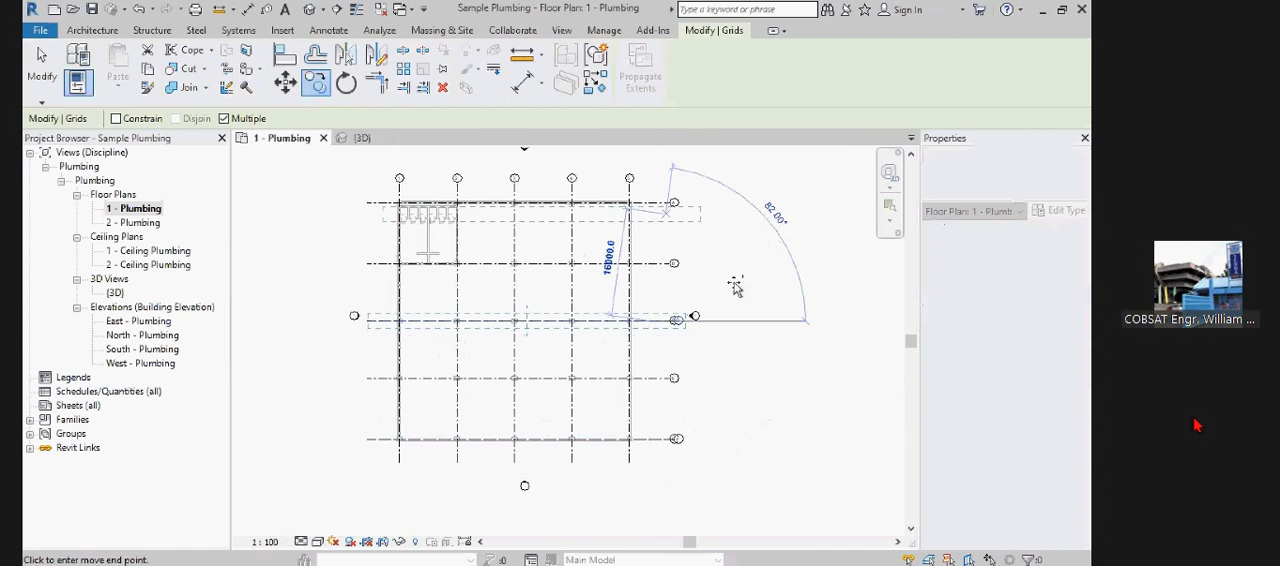 Sample Plumbing - Floor Plan: 1 - Plumbing
Type a keyword or phrase
Sign In
File
Architecture
Structure
Steel
Systems
Insert
Annotate
Analyze
Massing & Site
Collaborate
View
Manage
Add-Ins
Modify | Grids
Modify
Paste
Cope
Cut
Join
Propagate
Extents
Modify | Grids
Constrain
Disjoin
Multiple
Project Browser - Sample Plumbing
1 - Plumbing
{3D}
Properties
Views (Discipline)
Plumbing
Plumbing
Floor Plans
1 - Plumbing
2 - Plumbing
Ceiling Plans
1 - Ceiling Plumbing
2 - Ceiling Plumbing
3D Views
{3D}
Elevations (Building Elevation)
East - Plumbing
North - Plumbing
South - Plumbing
West - Plumbing
Legends
Schedules/Quantities (all)
Sheets (all)
Families
Groups
Revit Links
82.00°
16000.0
Floor Plan: 1 - Plumb
Edit Type
COBSAT Engr. William ...
1 : 100
Click to enter move end point.
:0
Main Model
:0